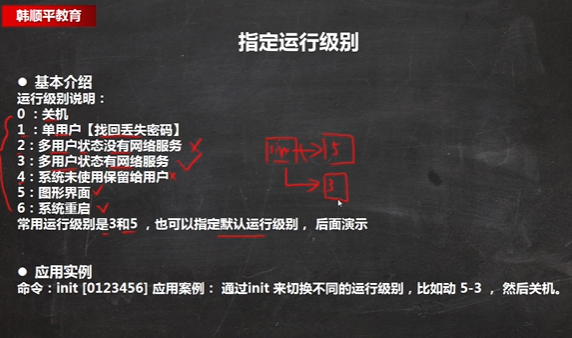 韩顺平教育
指定运行级别
● 基本介绍
运行级别说明：
0 ：关机
1 ：单用户【找回丢失密码】
2：多用户状态没有网络服务
3：多用户状态有网络服务
4：系统未使用保留给用户
5：图形界面
6：系统重启
常用运行级别是3和5 ，也可以指定默认运行级别， 后面演示
5
3
● 应用实例
命令：init [0123456] 应用案例： 通过init 来切换不同的运行级别，比如动 5-3 ， 然后关机。